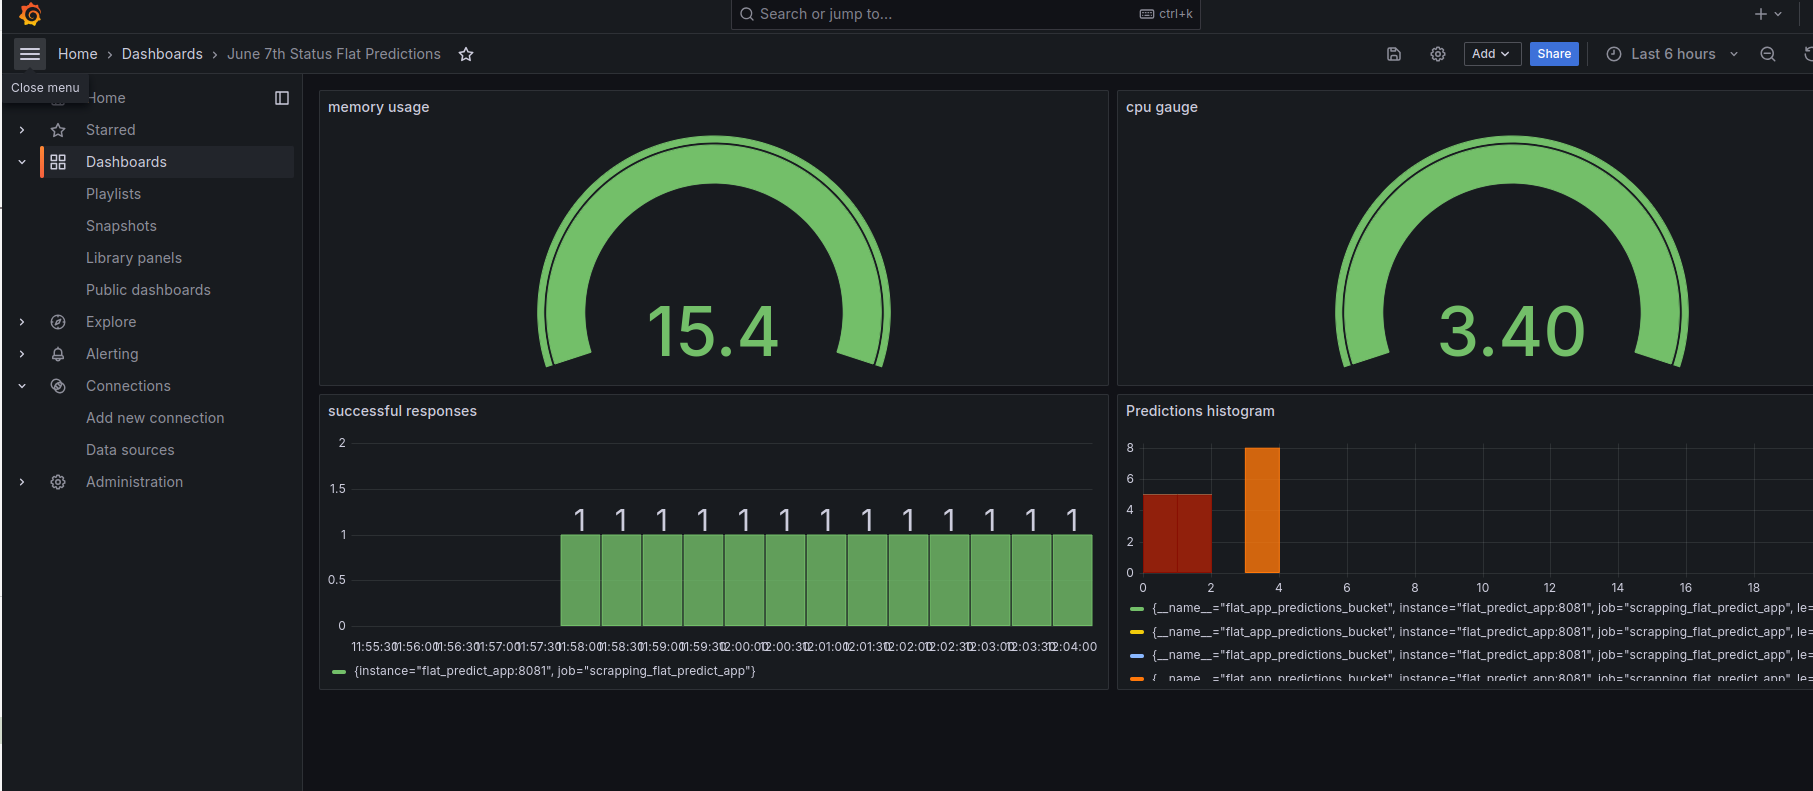 Search or jump to... ctrl+k
Home › Dashboards › June 7th Status Flat Predictions
Add
Share
Last 6 hours
Close menu
Home
Starred
Dashboards
Playlists
Snapshots
Library panels
Public dashboards
Explore
Alerting
Connections
Add new connection
Data sources
Administration
memory usage
15.4
cpu gauge
3.40
successful responses
2
1.5
1
0.5
0
1 1 1 1 1 1 1 1 1 1 1 1 1
11:55:30 11:56:00 11:56:30 11:57:00 11:57:30 11:58:00 11:58:30 11:59:00 11:59:30 12:00:00 12:00:30 12:01:00 12:01:30 12:02:00 12:02:30 12:03:00 12:03:30 12:04:00
{instance="flat_predict_app:8081", job="scrapping_flat_predict_app"}
Predictions histogram
8
6
4
2
0
0 2 4 6 8 10 12 14 16 18
{__name__="flat_app_predictions_bucket", instance="flat_predict_app:8081", job="scrapping_flat_predict_app", le=
{__name__="flat_app_predictions_bucket", instance="flat_predict_app:8081", job="scrapping_flat_predict_app", le=
{__name__="flat_app_predictions_bucket", instance="flat_predict_app:8081", job="scrapping_flat_predict_app", le=
{__name__="flat_app_predictions_bucket", instance="flat_predict_app:8081", job="scrapping_flat_predict_app", le=